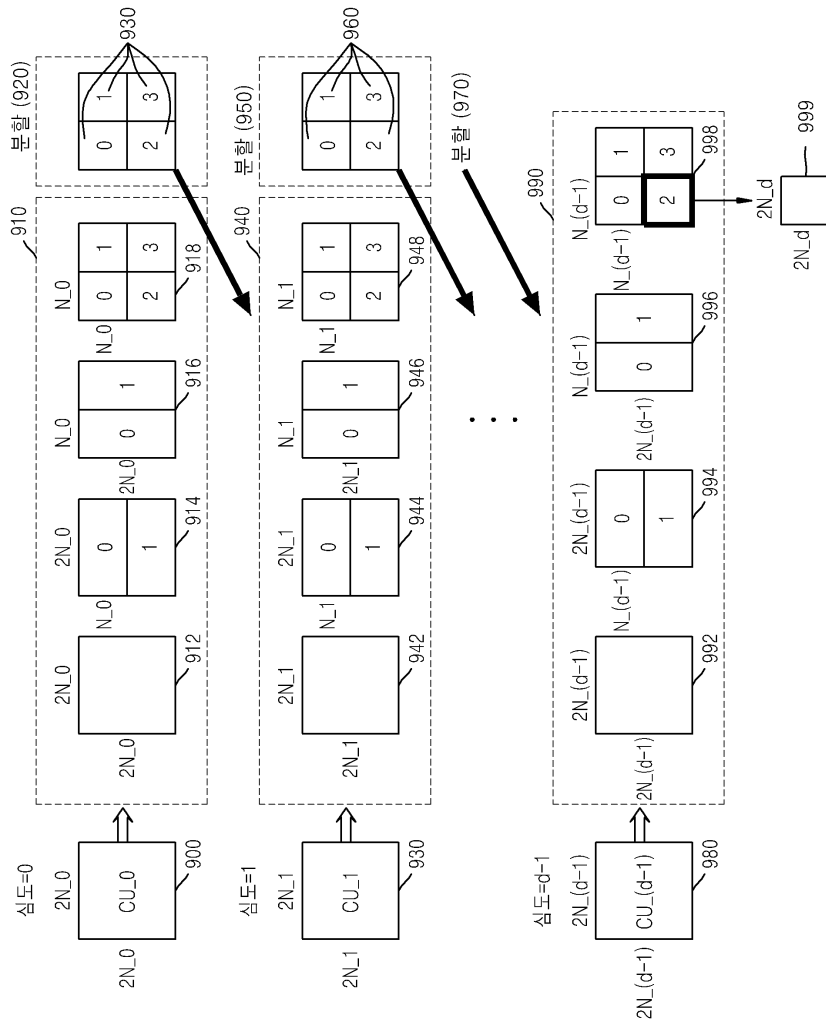 심도=0
2N_0
2N_0
CU_0
900
910
2N_0
2N_0
912
2N_0
N_0
0
1
914
N_0
2N_0
0
1
916
N_0
N_0
0
1
2
3
918
분할 (920)
0
1
2
3
930
심도=1
2N_1
2N_1
CU_1
930
940
2N_1
2N_1
942
2N_1
N_1
0
1
944
N_1
2N_1
0
1
946
N_1
N_1
0
1
2
3
948
분할 (950)
0
1
2
3
960
분할 (970)
. . .
심도=d-1
2N_(d-1)
2N_(d-1)
CU_(d-1)
980
990
2N_(d-1)
2N_(d-1)
992
2N_(d-1)
N_(d-1)
0
1
994
N_(d-1)
2N_(d-1)
0
1
996
N_(d-1)
N_(d-1)
0
1
2
3
998
2N_d
2N_d
999